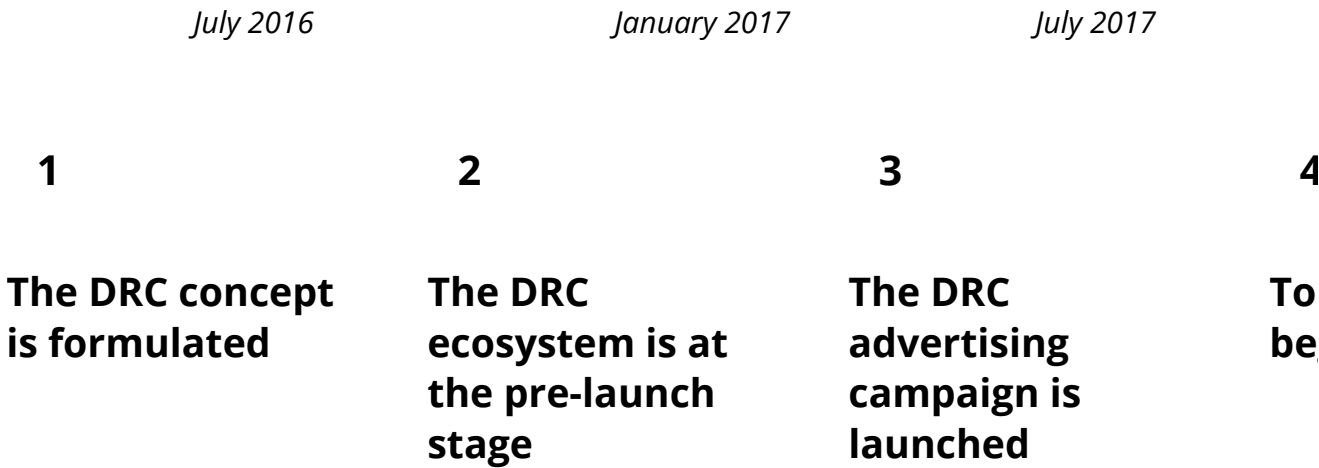 July 2016
January 2017
July 2017
1
2
3
4
The DRC concept
is formulated
The DRC
ecosystem is at
the pre-launch
stage
The DRC
advertising
campaign is
launched